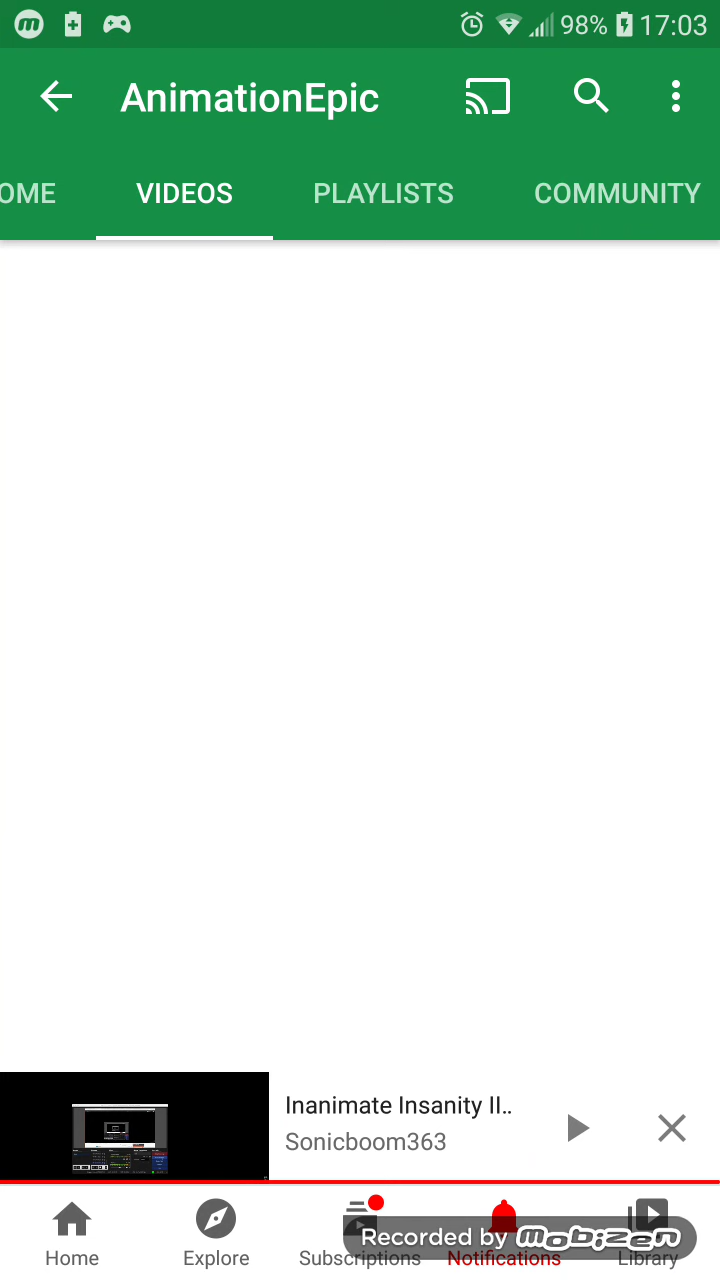 98% 17:03
AnimationEpic
OME VIDEOS PLAYLISTS COMMUNITY
Inanimate Insanity II..
Sonicboom363
Home Explore Subscriptions Notifications Library
Recorded by mobizen